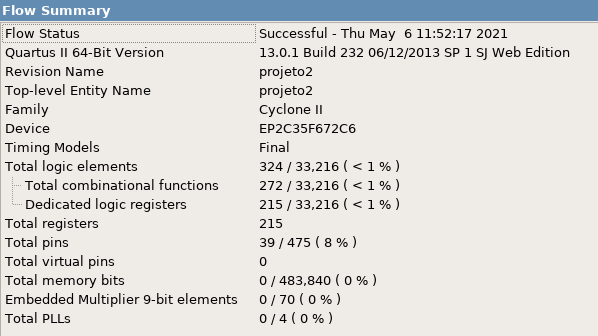 Flow Summary
Flow Status Successful - Thu May  6 11:52:17 2021
Quartus II 64-Bit Version 13.0.1 Build 232 06/12/2013 SP 1 SJ Web Edition
Revision Name projeto2
Top-level Entity Name projeto2
Family Cyclone II
Device EP2C35F672C6
Timing Models Final
Total logic elements 324 / 33,216 ( < 1 % )
Total combinational functions 272 / 33,216 ( < 1 % )
Dedicated logic registers 215 / 33,216 ( < 1 % )
Total registers 215
Total pins 39 / 475 ( 8 % )
Total virtual pins 0
Total memory bits 0 / 483,840 ( 0 % )
Embedded Multiplier 9-bit elements 0 / 70 ( 0 % )
Total PLLs 0 / 4 ( 0 % )